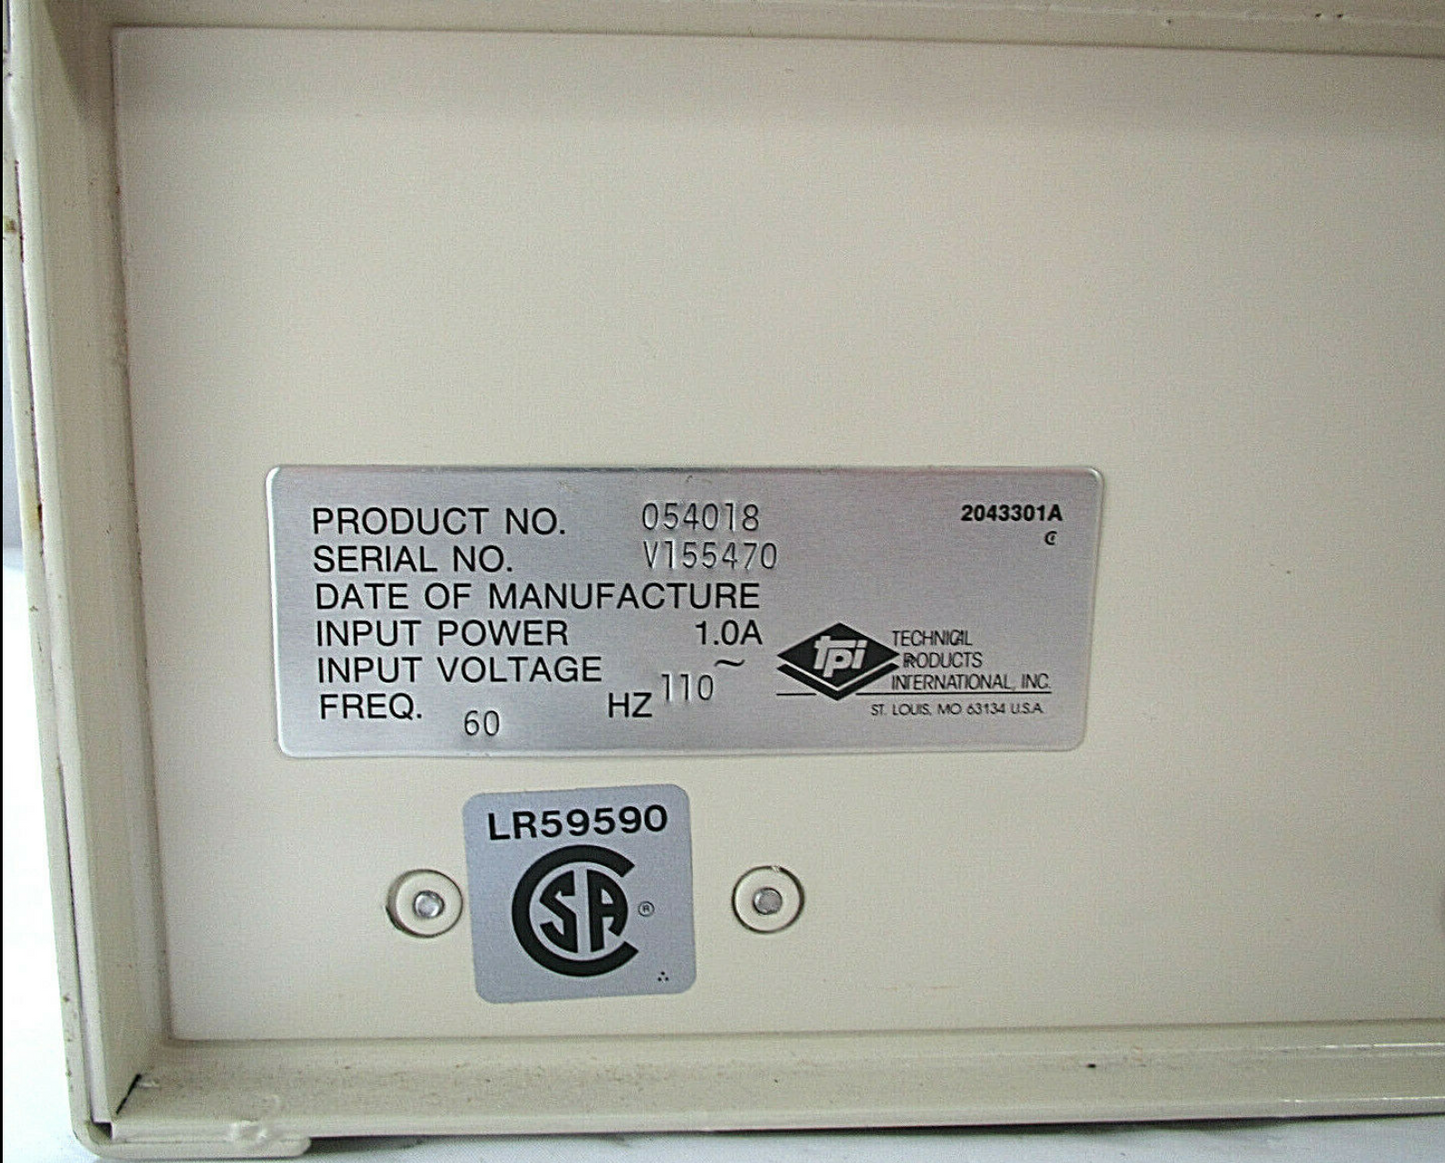 PRODUCT NO. 054018
SERIAL NO. V155470
DATE OF MANUFACTURE
INPUT POWER 1.0A
INPUT VOLTAGE 110 ~
FREQ. 60 HZ
2043301A
tpi
TECHNICAL
PRODUCTS
INTERNATIONAL, INC.
ST. LOUIS, MO 63134 U.S.A.
LR59590
CSA ®